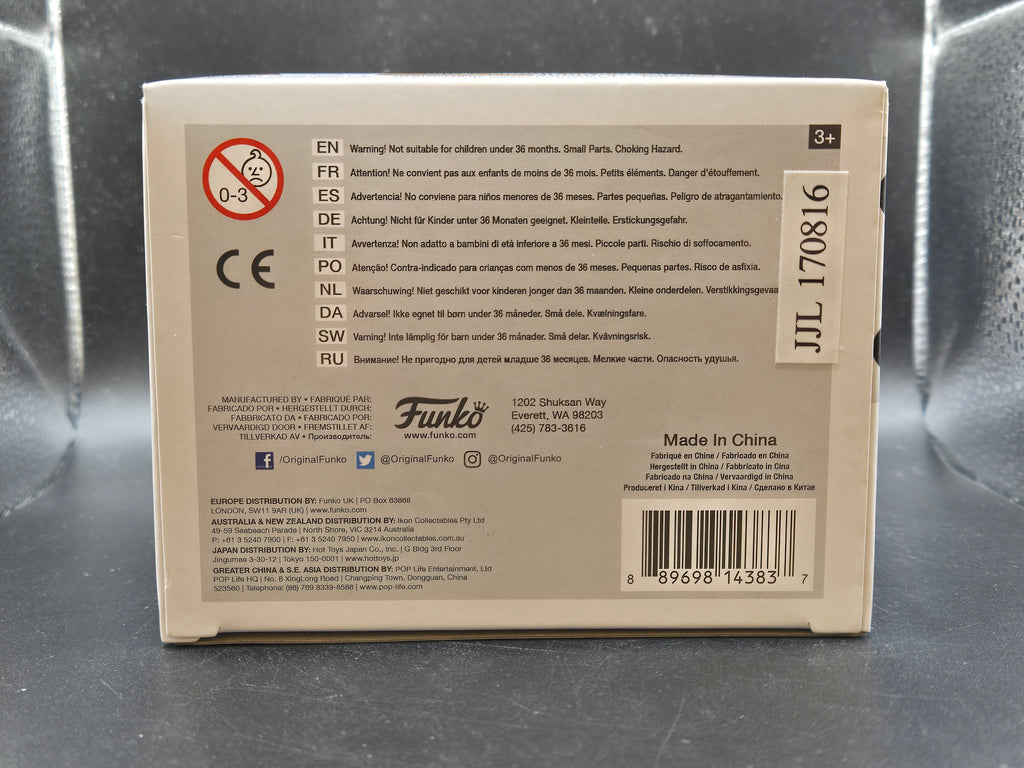 3+
0-3
EN Warning! Not suitable for children under 36 months. Small Parts. Choking Hazard.
FR Attention! Ne convient pas aux enfants de moins de 36 mois. Petits éléments. Danger d'étouffement.
ES Advertencia! No conviene para niños menores de 36 meses. Partes pequeñas. Peligro de atragantamiento.
DE Achtung! Nicht für Kinder unter 36 Monaten geeignet. Kleinteile. Erstickungsgefahr.
IT Avvertenza! Non adatto a bambini di età inferiore a 36 mesi. Piccole parti. Rischio di soffocamento.
PO Atenção! Contra-indicado para crianças com menos de 36 meses. Pequenas partes. Risco de asfixia.
NL Waarschuwing! Niet geschikt voor kinderen jonger dan 36 maanden. Kleine onderdelen. Verstikkingsgevaa
DA Advarsel! Ikke egnet til børn under 36 måneder. Små dele. Kvælningsfare.
SW Varning! Inte lämplig för barn under 36 månader. Små delar. Kvävningsrisk.
RU Внимание! Не пригодно для детей младше 36 месяцев. Мелкие части. Опасность удушья.
CE
JJL 170816
MANUFACTURED BY • FABRIQUÉ PAR:
FABRICADO POR • HERGESTELLT DURCH:
FABBRICATO DA • FABRICADO POR:
VERVAARDIGD DOOR • FREMSTILLET AF:
TILLVERKAD AV • Производитель:
Funko
www.funko.com
1202 Shuksan Way
Everett, WA 98203
(425) 783-3616
/OriginalFunko @OriginalFunko @OriginalFunko
Made In China
Fabriqué en Chine / Fabricado en China
Hergestellt in China / Fabbricato in Cina
Fabricado na China / Vervaardigd in China
Produceret i Kina / Tillverkad i Kina / Сделано в Китае
EUROPE DISTRIBUTION BY: Funko UK | PO Box 63668
LONDON, SW11 9AR (UK) | www.funko.com
AUSTRALIA & NEW ZEALAND DISTRIBUTION BY: Ikon Collectables Pty Ltd
49-59 Seabeach Parade | North Shore, VIC 3214 Australia
P: +61 3 5240 7900 | F: +61 3 5240 7950 | www.ikoncollectables.com.au
JAPAN DISTRIBUTION BY: Hot Toys Japan Co., Inc. | G Bldg 3rd Floor
Jingumae 3-30-12 | Tokyo 150-0001 | www.hottoys.jp
GREATER CHINA & S.E. ASIA DISTRIBUTION BY: POP Life Entertainment, Ltd
POP Life HQ | No. 8 XingLong Road | Changping Town, Dongguan, China
523560 | Telephone: (86) 769 8339-8588 | www.pop-life.com
8 89698 14383 7